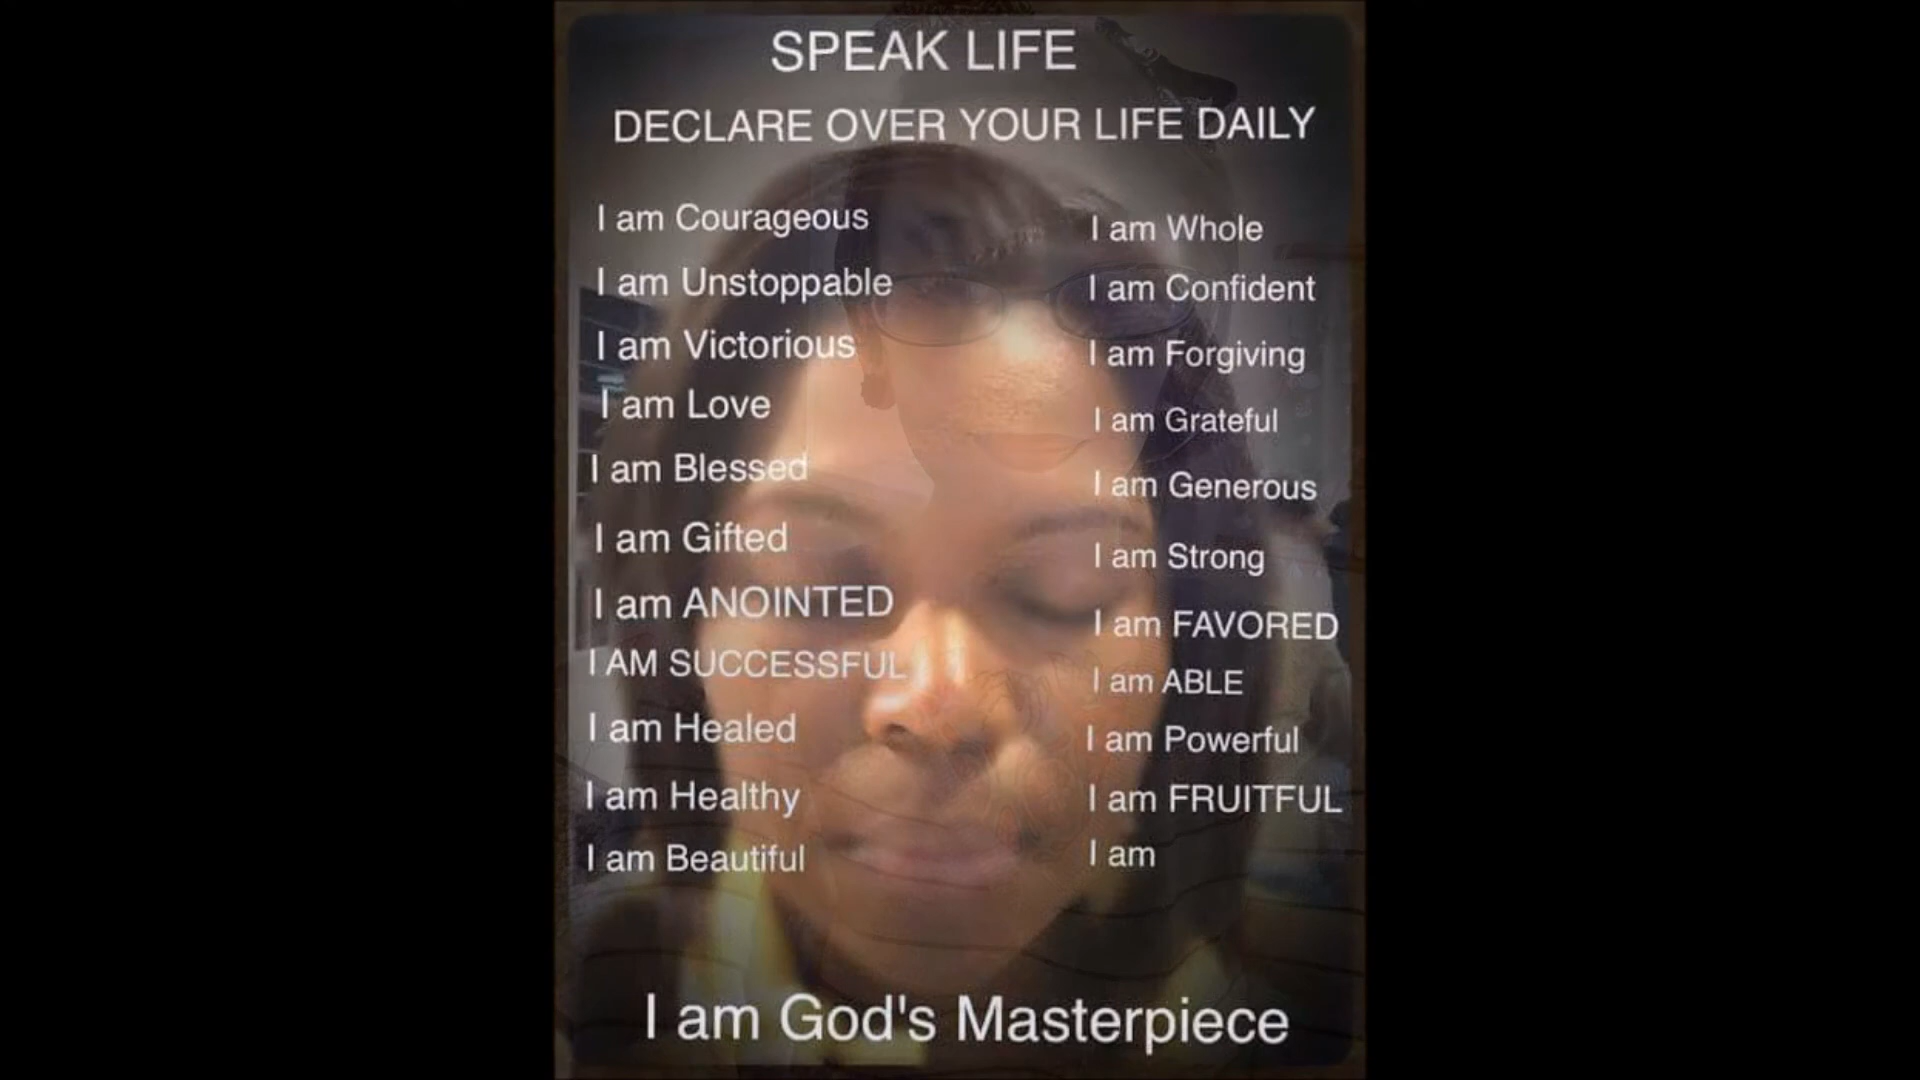 SPEAK LIFE
DECLARE OVER YOUR LIFE DAILY
I am Courageous
I am Unstoppable
I am Victorious
I am Love
I am Blessed
I am Gifted
I am ANOINTED
I AM SUCCESSFUL
I am Healed
I am Healthy
I am Beautiful
I am Whole
I am Confident
I am Forgiving
I am Grateful
I am Generous
I am Strong
I am FAVORED
I am ABLE
I am Powerful
I am FRUITFUL
I am
I am God's Masterpiece